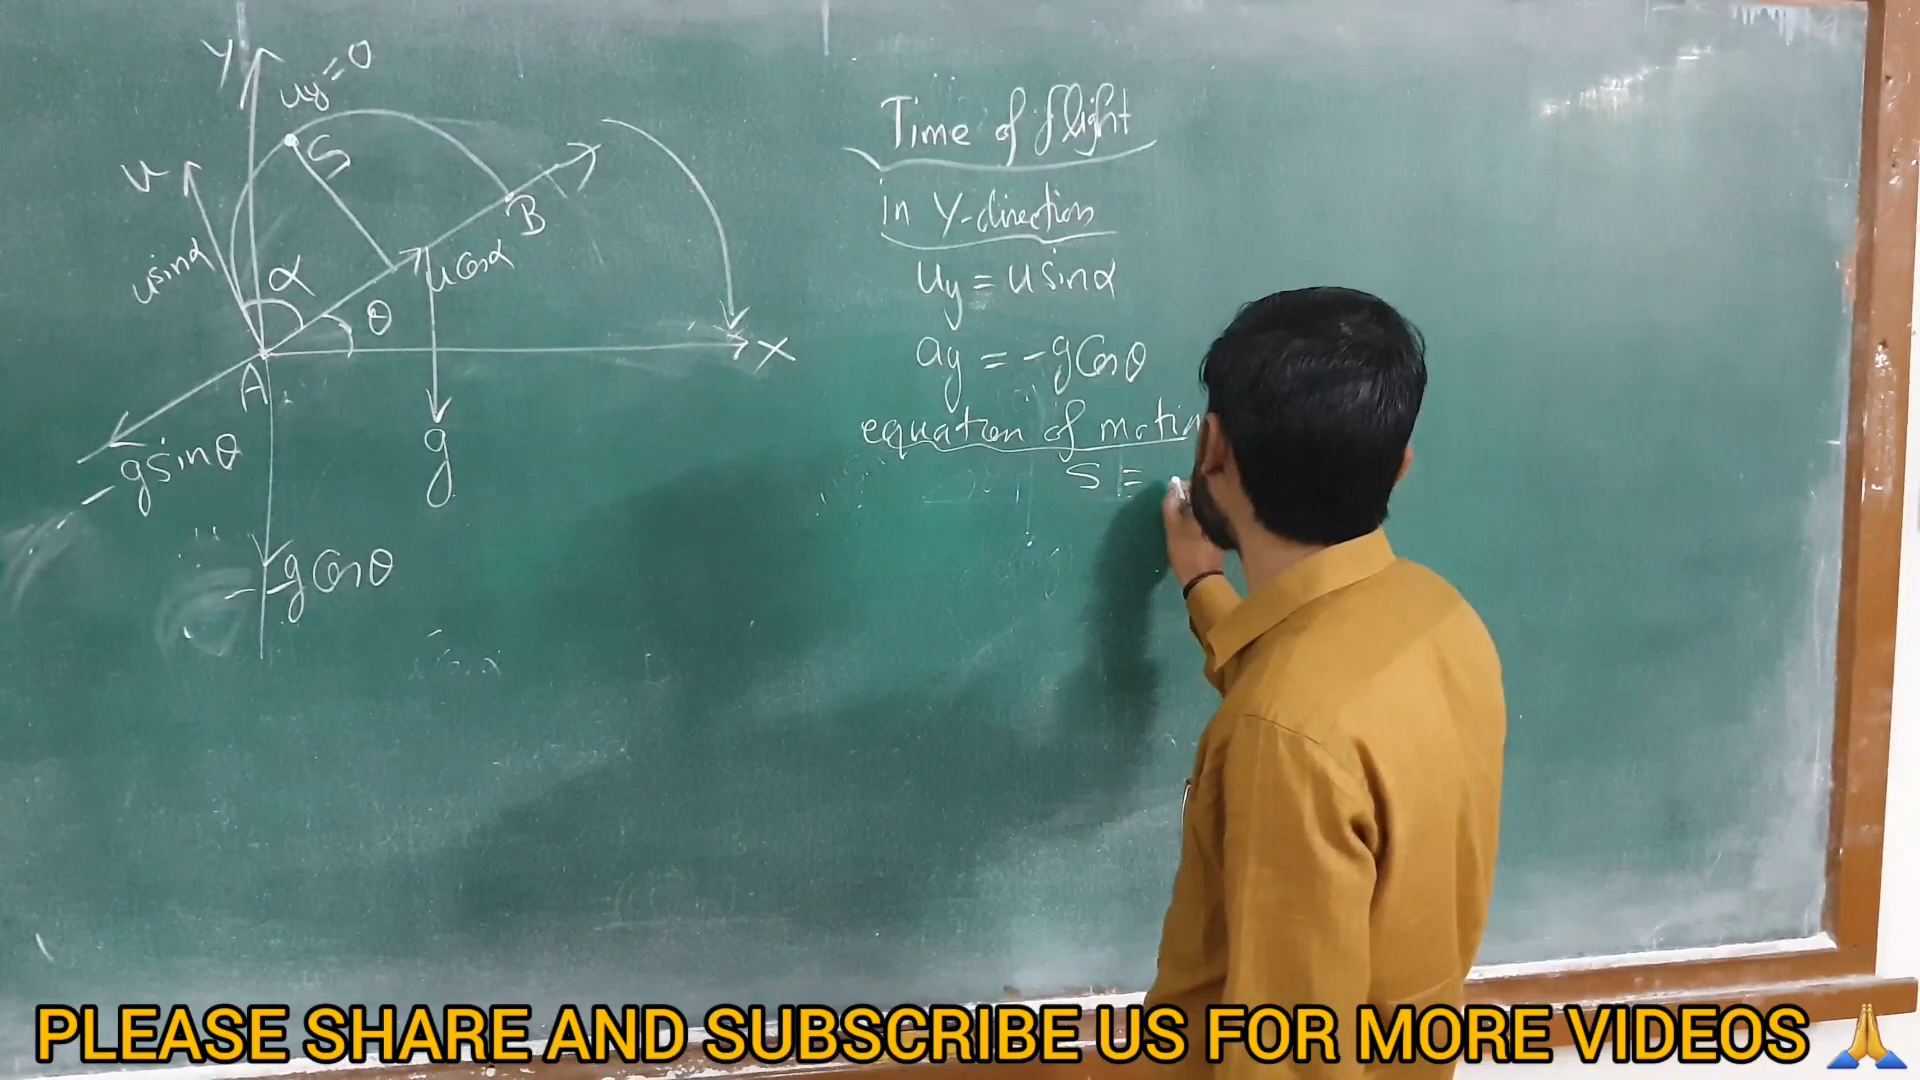 Y
uy=0
S
u
usinα
α
ucosα
B
θ
X
A
g
-gsinθ
-gcosθ
Time of flight
in Y-direction
uy = usinα
ay = -gcosθ
equation of motion
S =
PLEASE SHARE AND SUBSCRIBE US FOR MORE VIDEOS 🙏